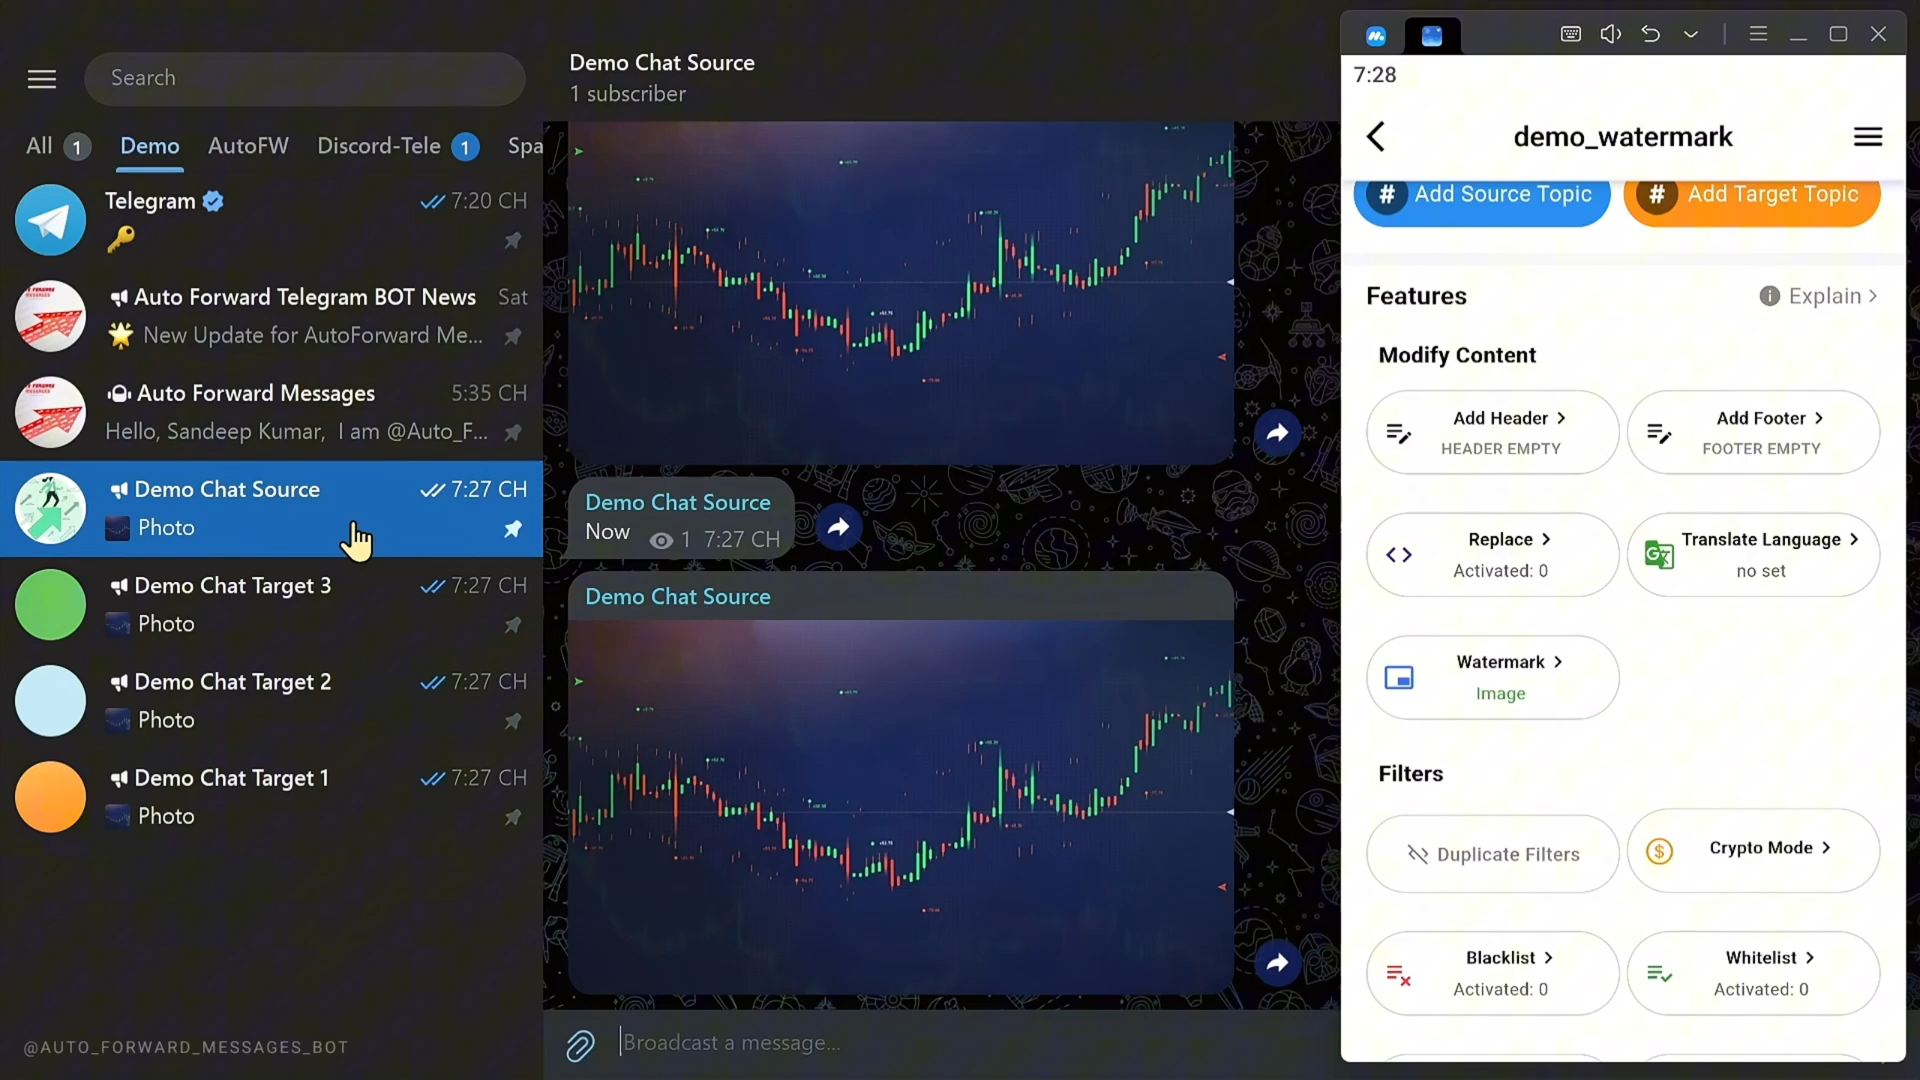 Search
All 1 Demo AutoFW Discord-Tele 1 Spa
Telegram 7:20 CH
Auto Forward Telegram BOT News Sat
New Update for AutoForward Me...
Auto Forward Messages 5:35 CH
Hello, Sandeep Kumar, I am @Auto_F...
Demo Chat Source 7:27 CH
Photo
Demo Chat Target 3 7:27 CH
Photo
Demo Chat Target 2 7:27 CH
Photo
Demo Chat Target 1 7:27 CH
Photo
@AUTO_FORWARD_MESSAGES_BOT
Demo Chat Source
1 subscriber
Demo Chat Source
Now 1 7:27 CH
Demo Chat Source
Broadcast a message...
7:28
demo_watermark
# Add Source Topic # Add Target Topic
Features Explain
Modify Content
Add Header Add Footer
HEADER EMPTY FOOTER EMPTY
Replace Translate Language
Activated: 0 no set
Watermark
Image
Filters
Duplicate Filters Crypto Mode
Blacklist Whitelist
Activated: 0 Activated: 0